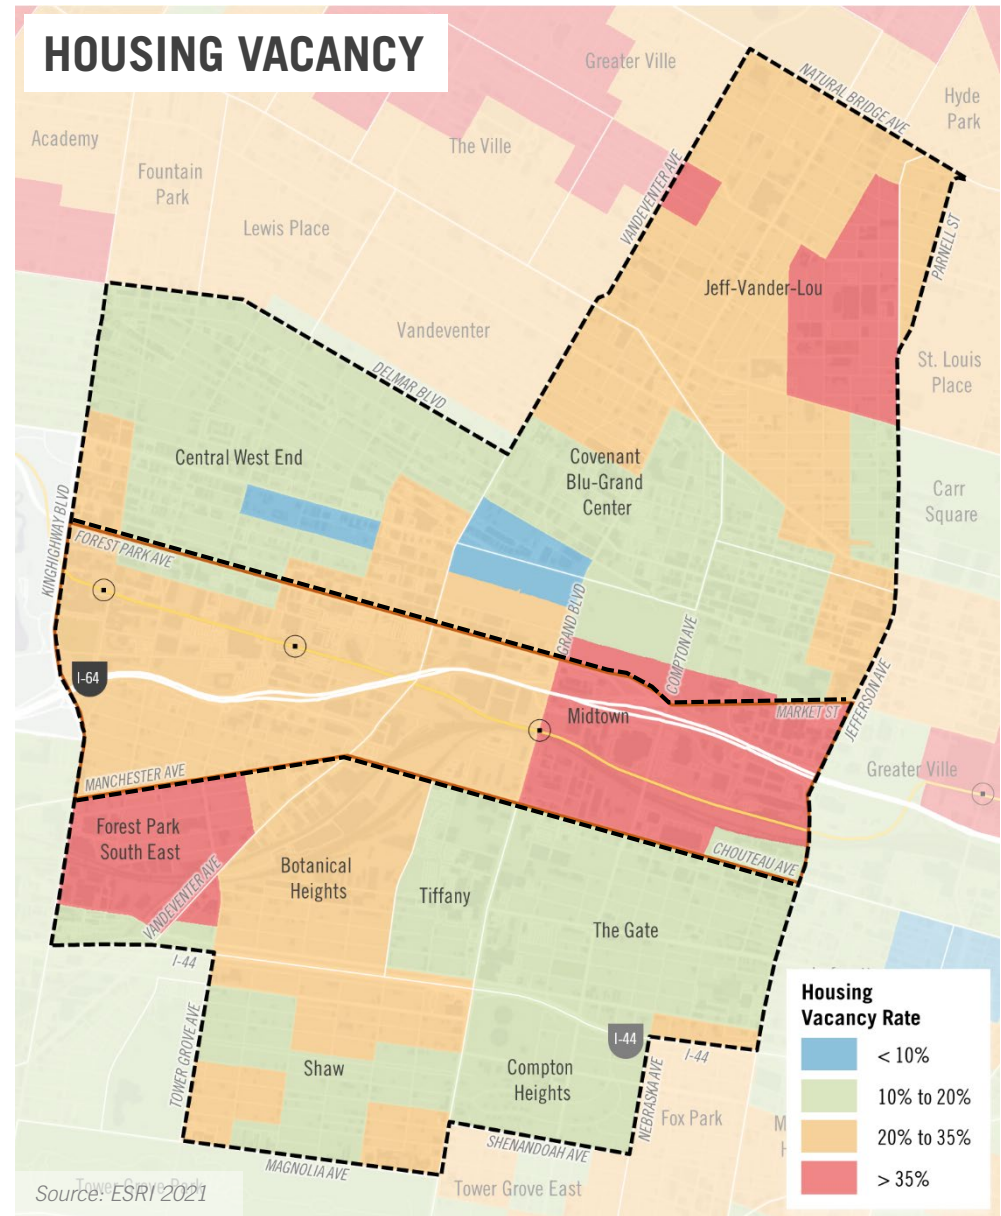 HOUSING VACANCY
Greater Ville
NATURAL BRIDGE AVE
Hyde
Park
Academy
The Ville
Fountain
Park
VANDEVENTER AVE
Lewis Place
PARNELL ST
Jeff-Vander-Lou
Vandeventer
St. Louis
Place
DELMAR BLVD
Central West End
Covenant
Blu-Grand
Center
Carr
Square
KINGHIGHWAY BLVD
FOREST PARK AVE
GRAND BLVD
COMPTON AVE
I-64
Midtown
MARKET ST
JEFFERSON AVE
MANCHESTER AVE
Greater Ville
Forest Park
South East
CHOUTEAU AVE
VANDEVENTER AVE
Botanical
Heights
Tiffany
The Gate
I-44
TOWER GROVE AVE
I-44
I-44
Shaw
Compton
Heights
NEBRASKA AVE
Fox Park
SHENANDOAH AVE
MAGNOLIA AVE
Tower Grove Park
Tower Grove East
Source: ESRI 2021
Housing
Vacancy Rate
< 10%
10% to 20%
20% to 35%
> 35%